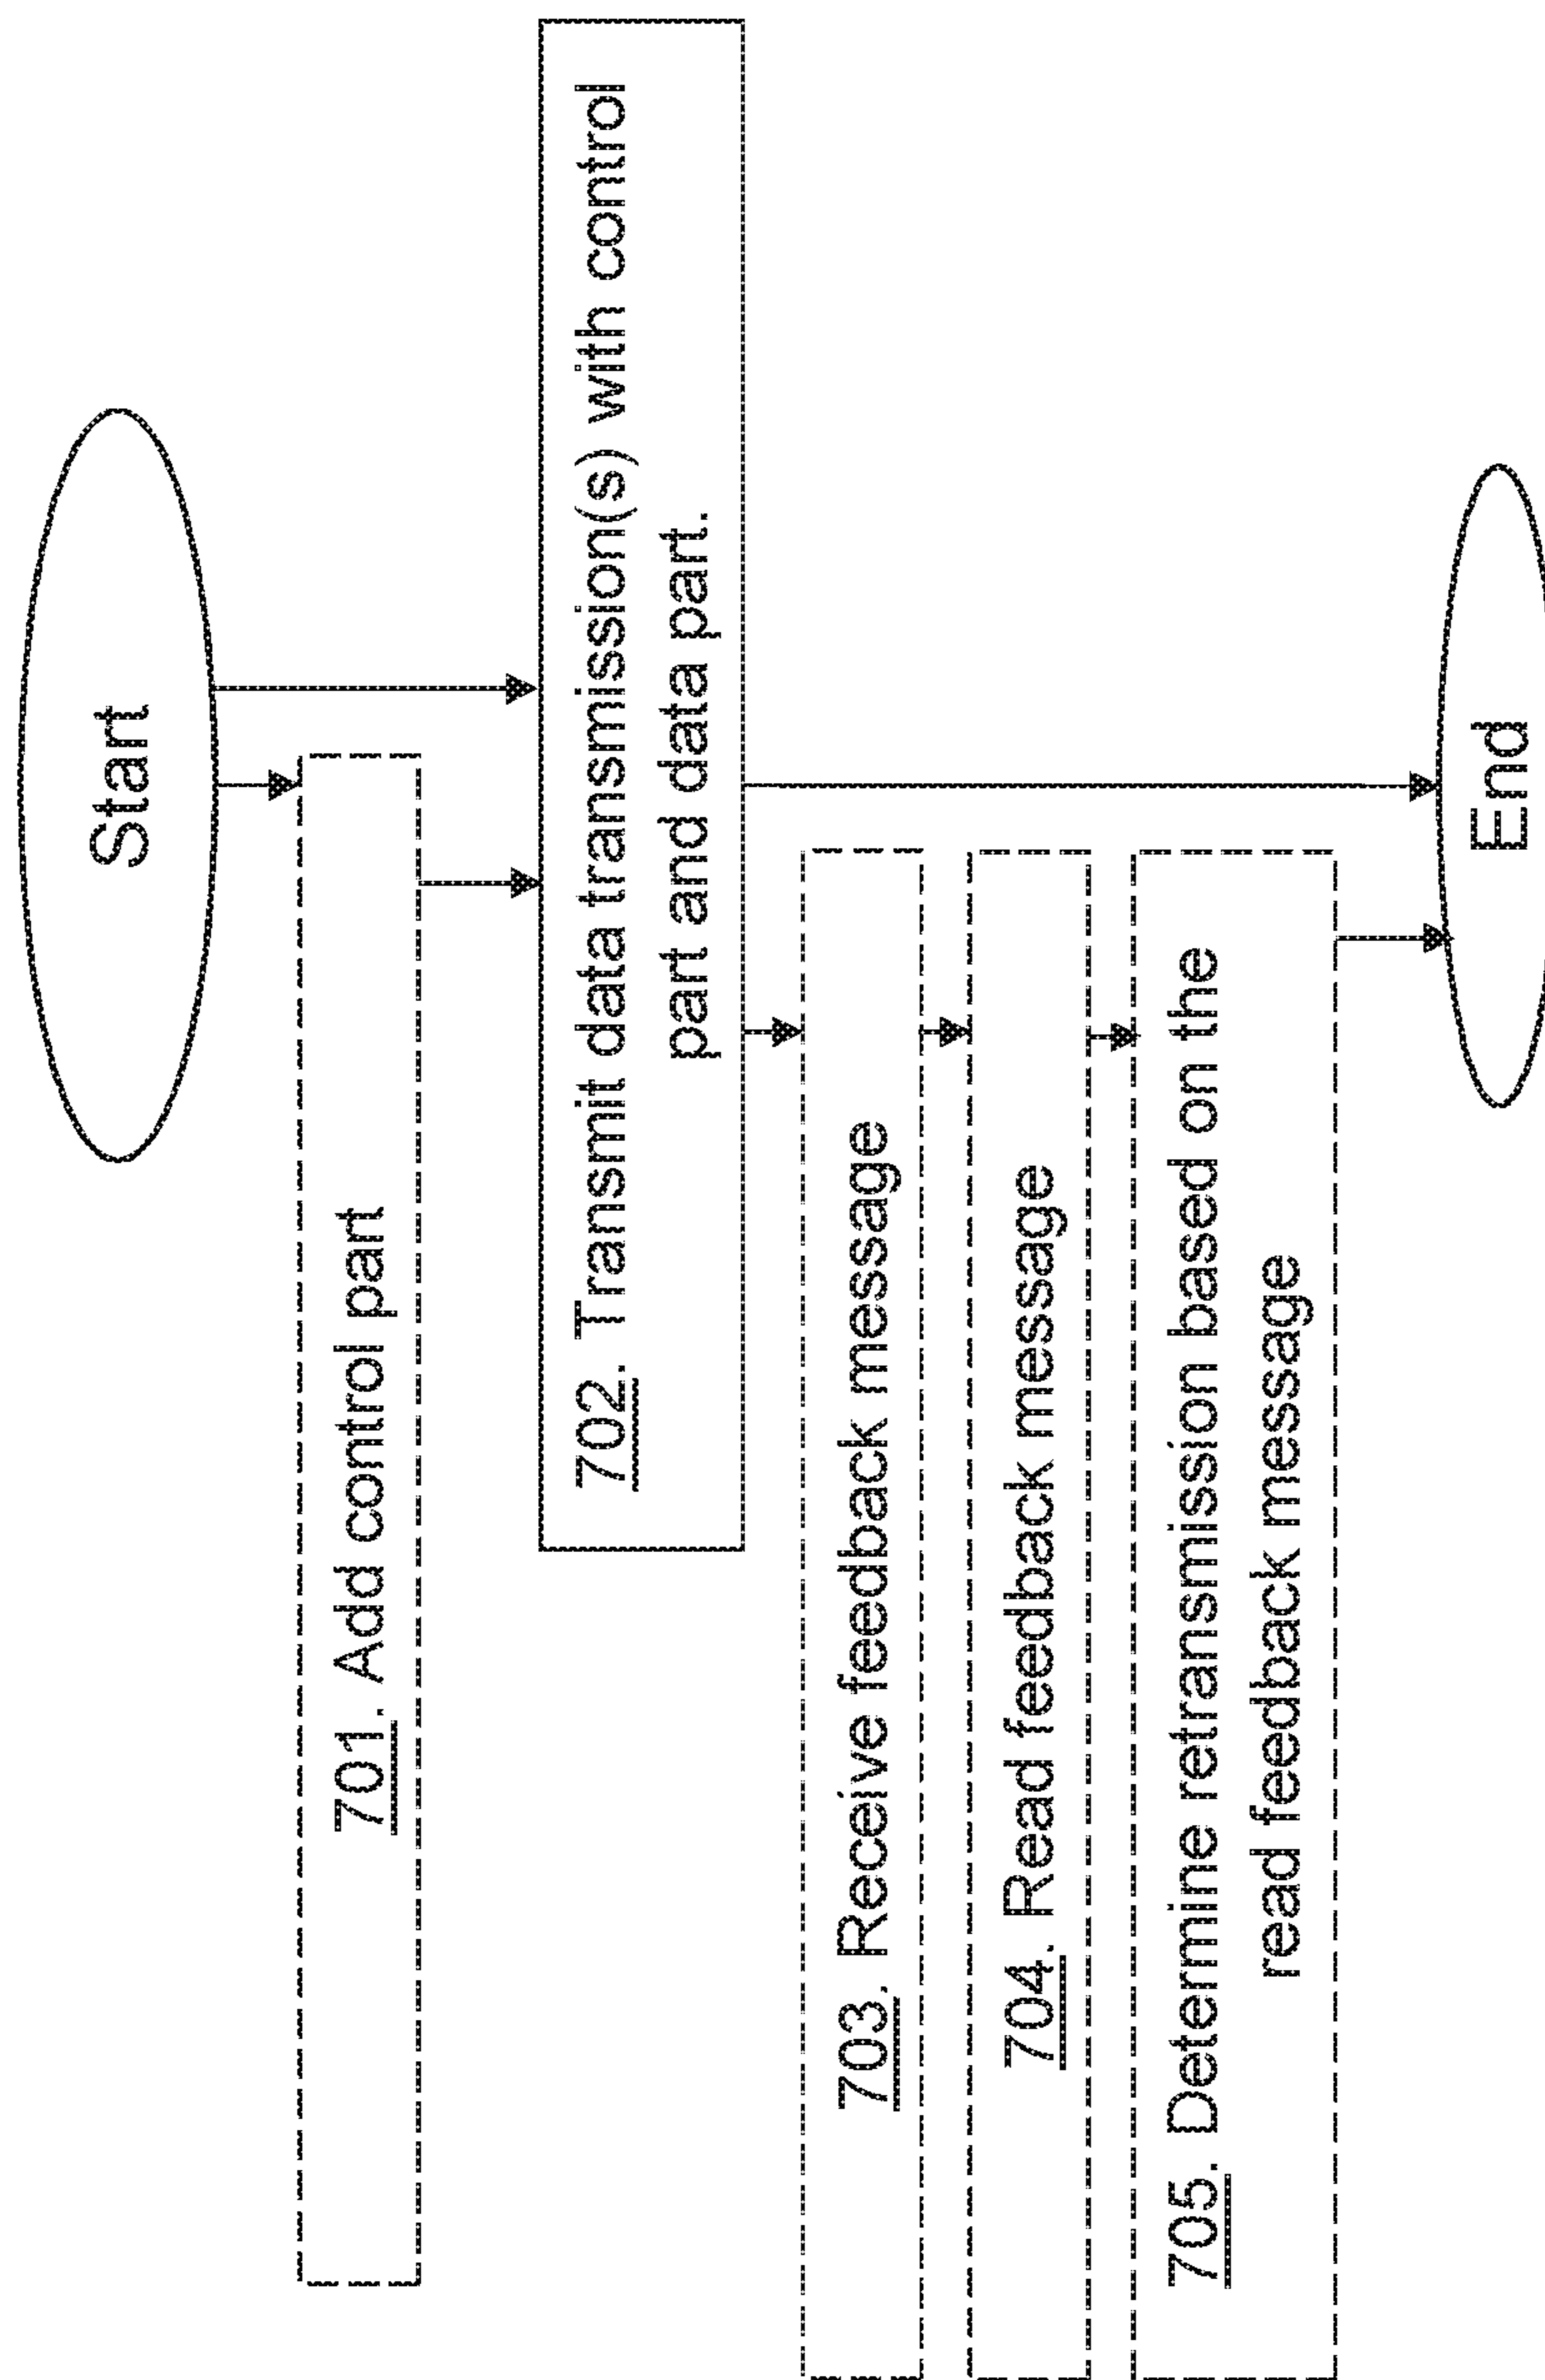 Start
701. Add control part
702. Transmit data transmission(s) with control
part and data part.
703. Receive feedback message
704. Read feedback message
705. Determine retransmission based on the
read feedback message
End